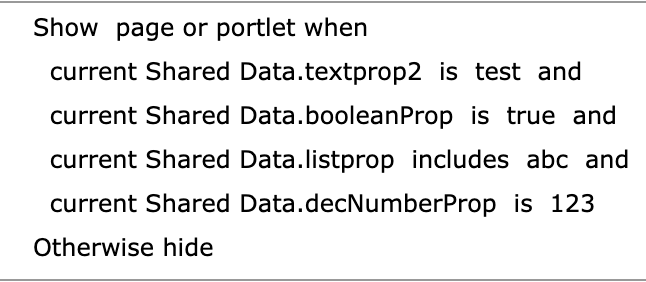 Show page or portlet when
current Shared Data.textprop2 is test and
current Shared Data.booleanProp is true and
current Shared Data.listprop includes abc and
current Shared Data.decNumberProp is 123
Otherwise hide